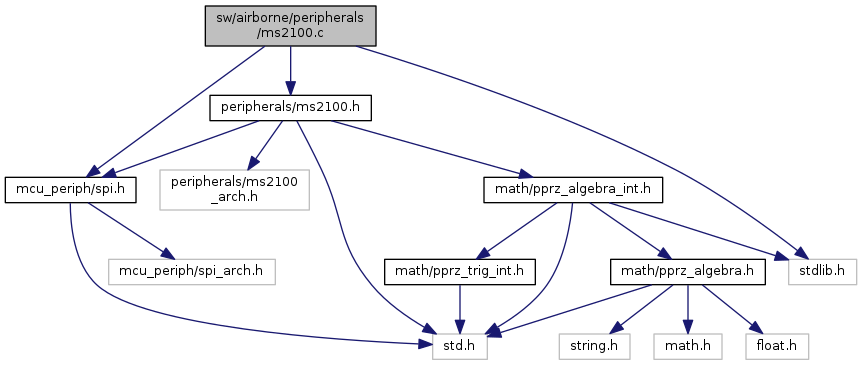 sw/airborne/peripherals
/ms2100.c
peripherals/ms2100.h
mcu_periph/spi.h
peripherals/ms2100
_arch.h
math/pprz_algebra_int.h
mcu_periph/spi_arch.h
math/pprz_trig_int.h
math/pprz_algebra.h
stdlib.h
std.h
string.h
math.h
float.h